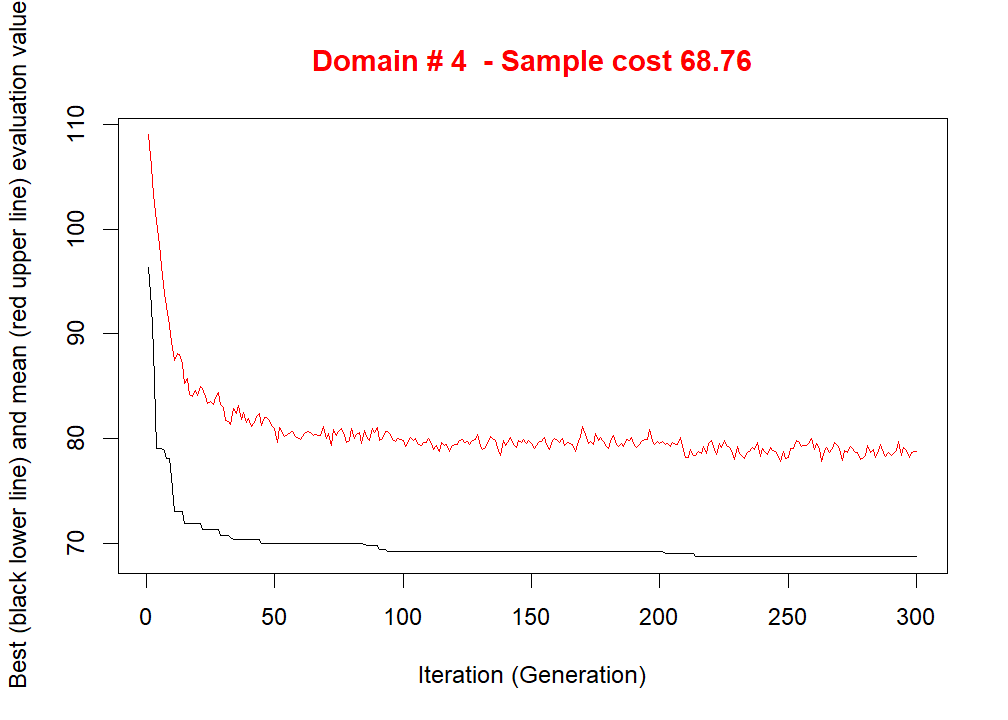 Domain # 4  - Sample cost 68.76
Best (black lower line) and mean (red upper line) evaluation value
110
100
90
80
70
0 50 100 150 200 250 300
Iteration (Generation)